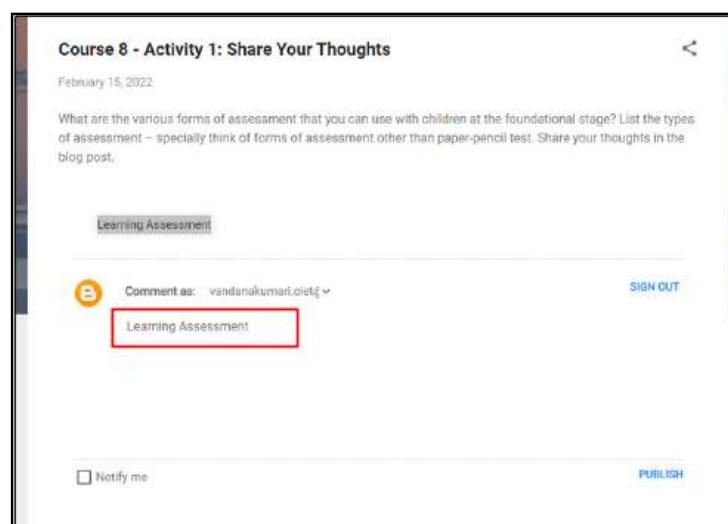 Course 8 - Activity 1: Share Your Thoughts
February 15, 2022
What are the various forms of assessment that you can use with children at the foundational stage? List the types
of assessment – specially think of forms of assessment other than paper-pencil test. Share your thoughts in the
blog post.
Learning Assessment
SIGN OUT
Comment as: vandanakumari.ciet
Learning Assessment
Notify me
PUBLISH